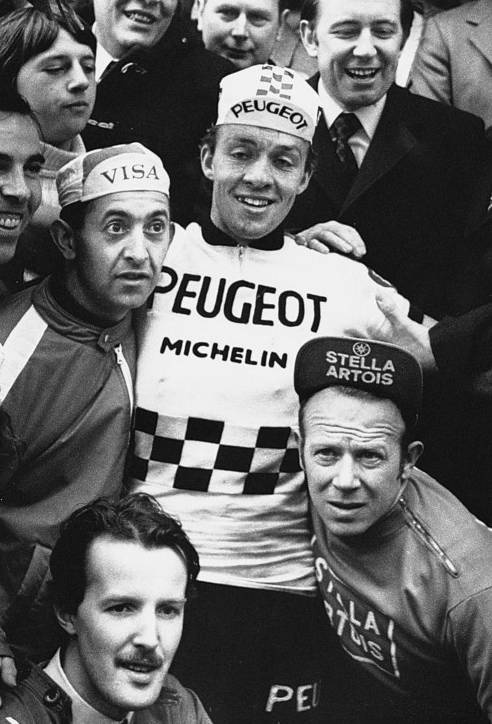 PEUGEOT
VISA
PEUGEOT
MICHELIN
STELLA
ARTOIS
STELLA
ARTOIS
PEU